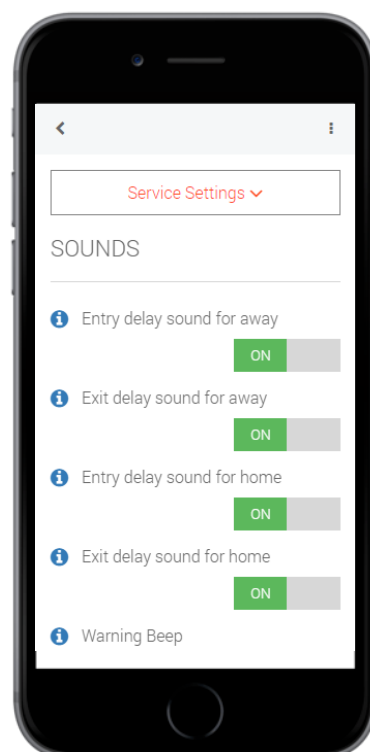 Service Settings
SOUNDS
Entry delay sound for away
ON
Exit delay sound for away
ON
Entry delay sound for home
ON
Exit delay sound for home
ON
Warning Beep